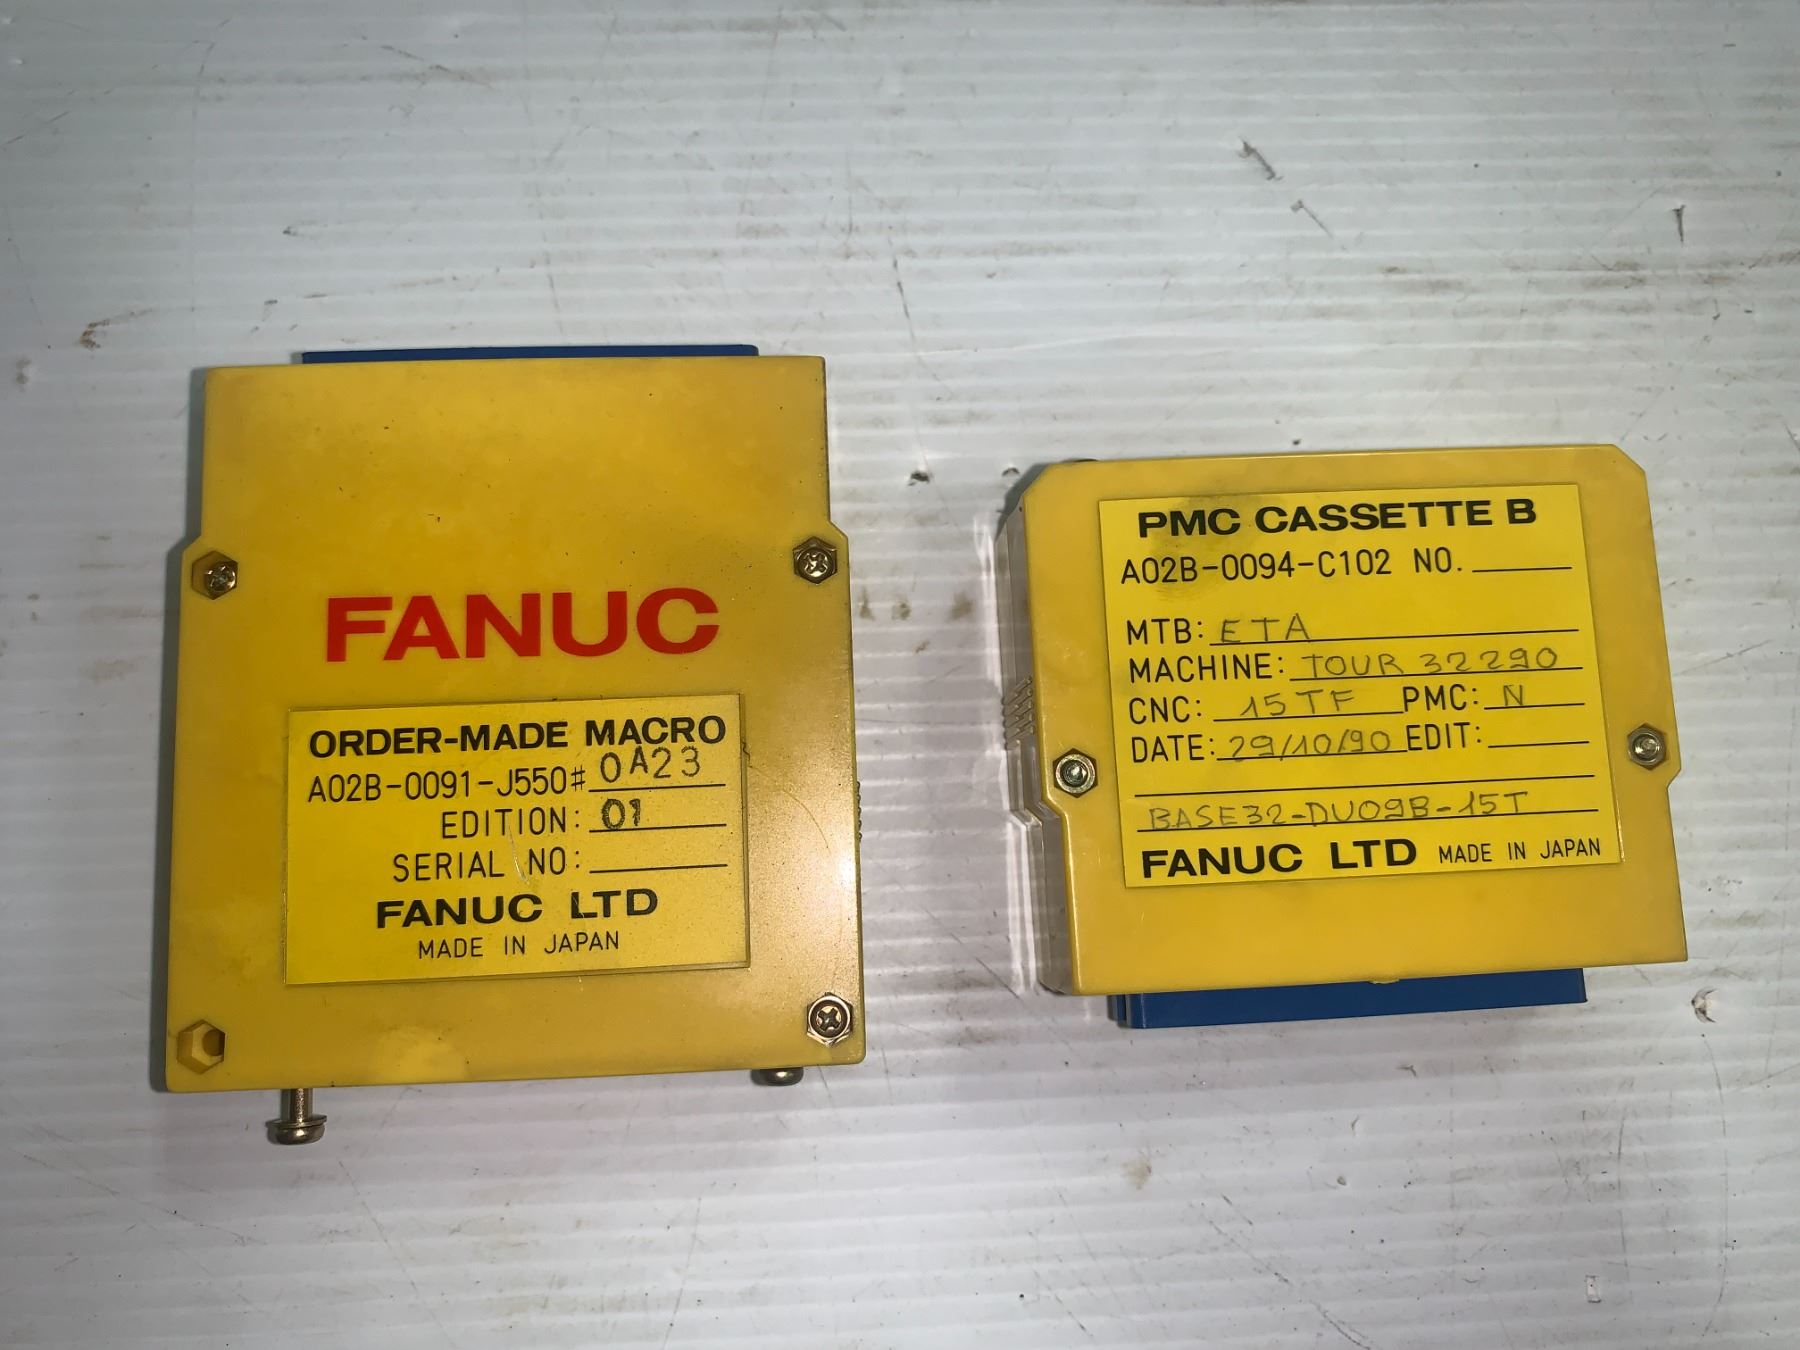 FANUC
ORDER-MADE MACRO
A02B-0091-J550# 0A23
EDITION: 01
SERIAL NO:
FANUC LTD
MADE IN JAPAN
PMC CASSETTE B
A02B-0094-C102 NO.
MTB: ETA
MACHINE: TOUR 32290
CNC: 15TF PMC: N
DATE: 29/10/90 EDIT:
BASE32-DU09B-15T
FANUC LTD MADE IN JAPAN